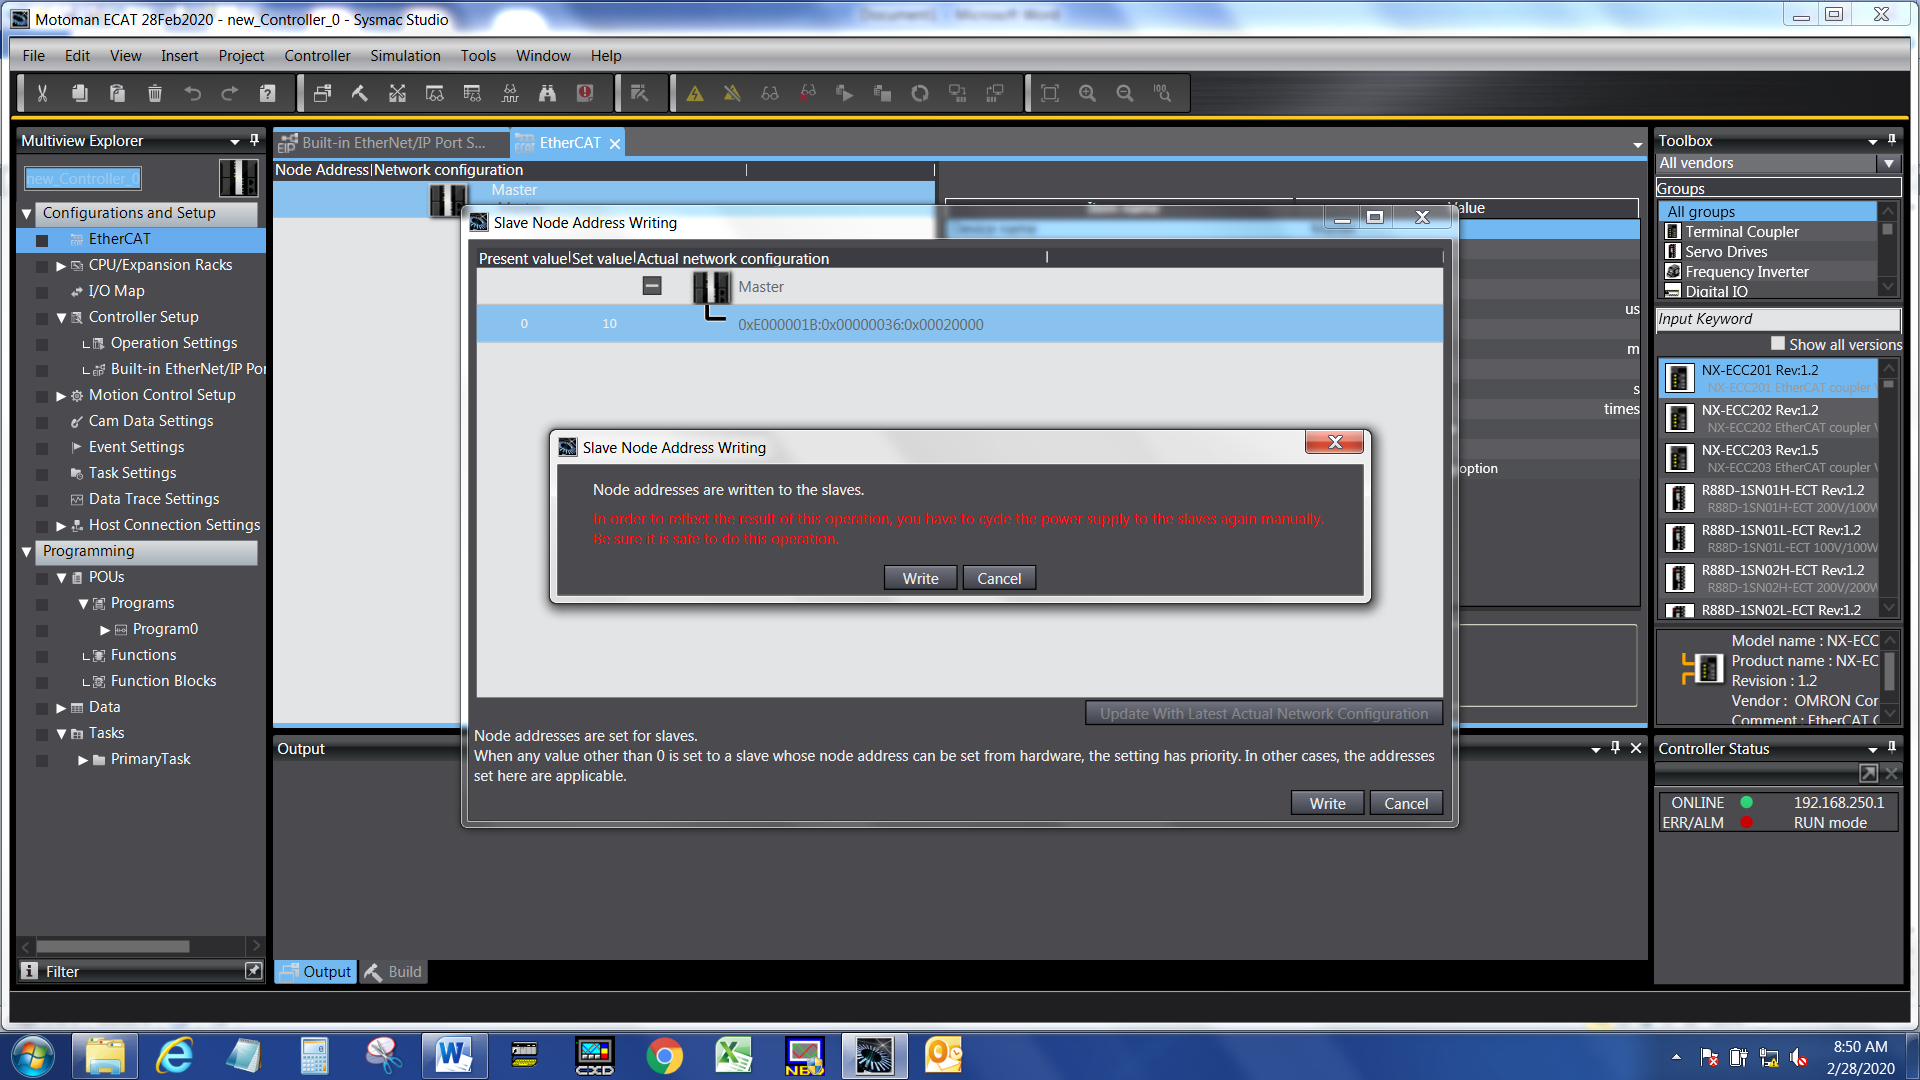 Motoman ECAT 28Feb2020 - new_Controller_0 - Sysmac Studio
File Edit View Insert Project Controller Simulation Tools Window Help
Multiview Explorer
new_Controller_0
Configurations and Setup
EtherCAT
CPU/Expansion Racks
I/O Map
Controller Setup
Operation Settings
Built-in EtherNet/IP Por
Motion Control Setup
Cam Data Settings
Event Settings
Task Settings
Data Trace Settings
Host Connection Settings
Programming
POUs
Programs
Program0
Functions
Function Blocks
Data
Tasks
PrimaryTask
Filter
Built-in EtherNet/IP Port S...
EtherCAT
Node Address|Network configuration
Master
Item name
Value
Device name
us
m
s
times
option
Slave Node Address Writing
Present value|Set value|Actual network configuration
Master
0 10 0xE000001B:0x00000036:0x00020000
Slave Node Address Writing
Node addresses are written to the slaves.
In order to reflect the result of this operation, you have to cycle the power supply to the slaves again manually.
Be sure it is safe to do this operation.
Write Cancel
Update With Latest Actual Network Configuration
Node addresses are set for slaves.
When any value other than 0 is set to a slave whose node address can be set from hardware, the setting has priority. In other cases, the addresses
set here are applicable.
Write Cancel
Output
Output Build
Toolbox
All vendors
Groups
All groups
Terminal Coupler
Servo Drives
Frequency Inverter
Digital IO
Input Keyword
Show all versions
NX-ECC201 Rev:1.2
NX-ECC201 EtherCAT coupler V
NX-ECC202 Rev:1.2
NX-ECC202 EtherCAT coupler V
NX-ECC203 Rev:1.5
NX-ECC203 EtherCAT coupler V
R88D-1SN01H-ECT Rev:1.2
R88D-1SN01H-ECT 200V/100W
R88D-1SN01L-ECT Rev:1.2
R88D-1SN01L-ECT 100V/100W
R88D-1SN02H-ECT Rev:1.2
R88D-1SN02H-ECT 200V/200W
R88D-1SN02L-ECT Rev:1.2
Model name : NX-ECC
Product name : NX-EC
Revision : 1.2
Vendor : OMRON Cor
Comment : EtherCAT C
Controller Status
ONLINE 192.168.250.1
ERR/ALM RUN mode
CXD
8:50 AM
2/28/2020